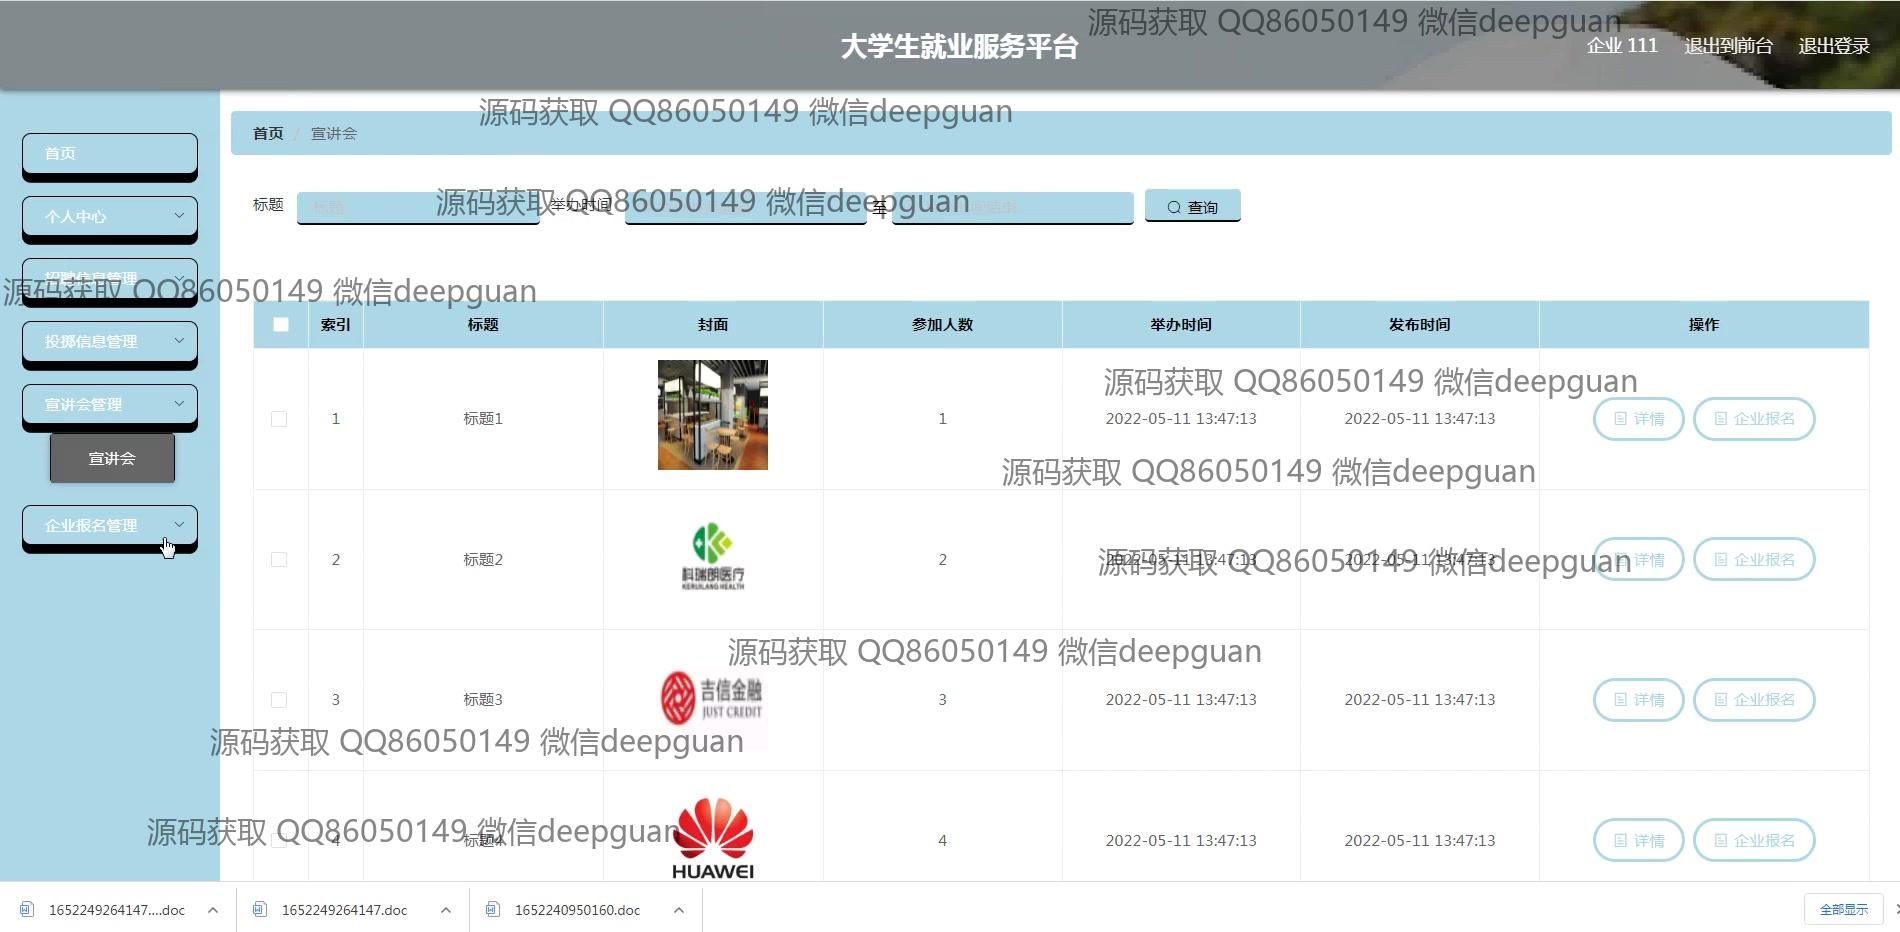 源码获取 QQ86050149 微信deepguan
大学生就业服务平台
企业 111 退出到前台 退出登录
源码获取 QQ86050149 微信deepguan
首页 / 宣讲会
首页
个人中心
标题 标题 举办时间 至 查询
源码获取 QQ86050149 微信deepguan
招聘信息管理
源码获取 QQ86050149 微信deepguan
投掷信息管理
宣讲会管理
宣讲会
企业报名管理
索引 标题 封面 参加人数 举办时间 发布时间 操作
源码获取 QQ86050149 微信deepguan
1 标题1 1 2022-05-11 13:47:13 2022-05-11 13:47:13 详情 企业报名
源码获取 QQ86050149 微信deepguan
2 标题2 2 2022-05-11 13:47:13 2022-05-11 13:47:13 详情 企业报名
源码获取 QQ86050149 微信deepguan
科瑞朗医疗
KERUILANG HEALTH
源码获取 QQ86050149 微信deepguan
吉信金融
JUST CREDIT
3 标题3 3 2022-05-11 13:47:13 2022-05-11 13:47:13 详情 企业报名
源码获取 QQ86050149 微信deepguan
源码获取 QQ86050149 微信deepguan
4 标题4 4 2022-05-11 13:47:13 2022-05-11 13:47:13 详情 企业报名
HUAWEI
1652249264147....doc 1652249264147.doc 1652240950160.doc 全部显示